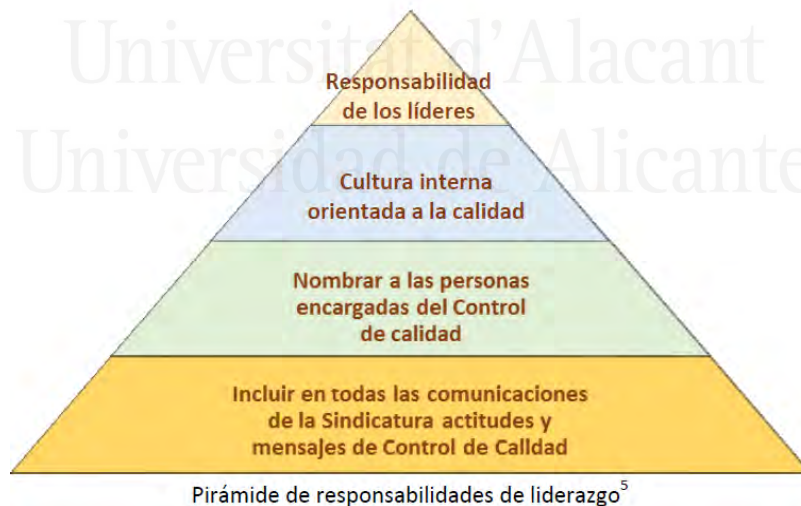 Universitat d'Alacant
Responsabilidad
de los líderes
Universidad de Alicante
Cultura interna
orientada a la calidad
Nombrar a las personas
encargadas del Control
de calidad
Incluir en todas las comunicaciones
de la Sindicatura actitudes y
mensajes de Control de Calldad
Pirámide de responsabilidades de liderazgo⁵